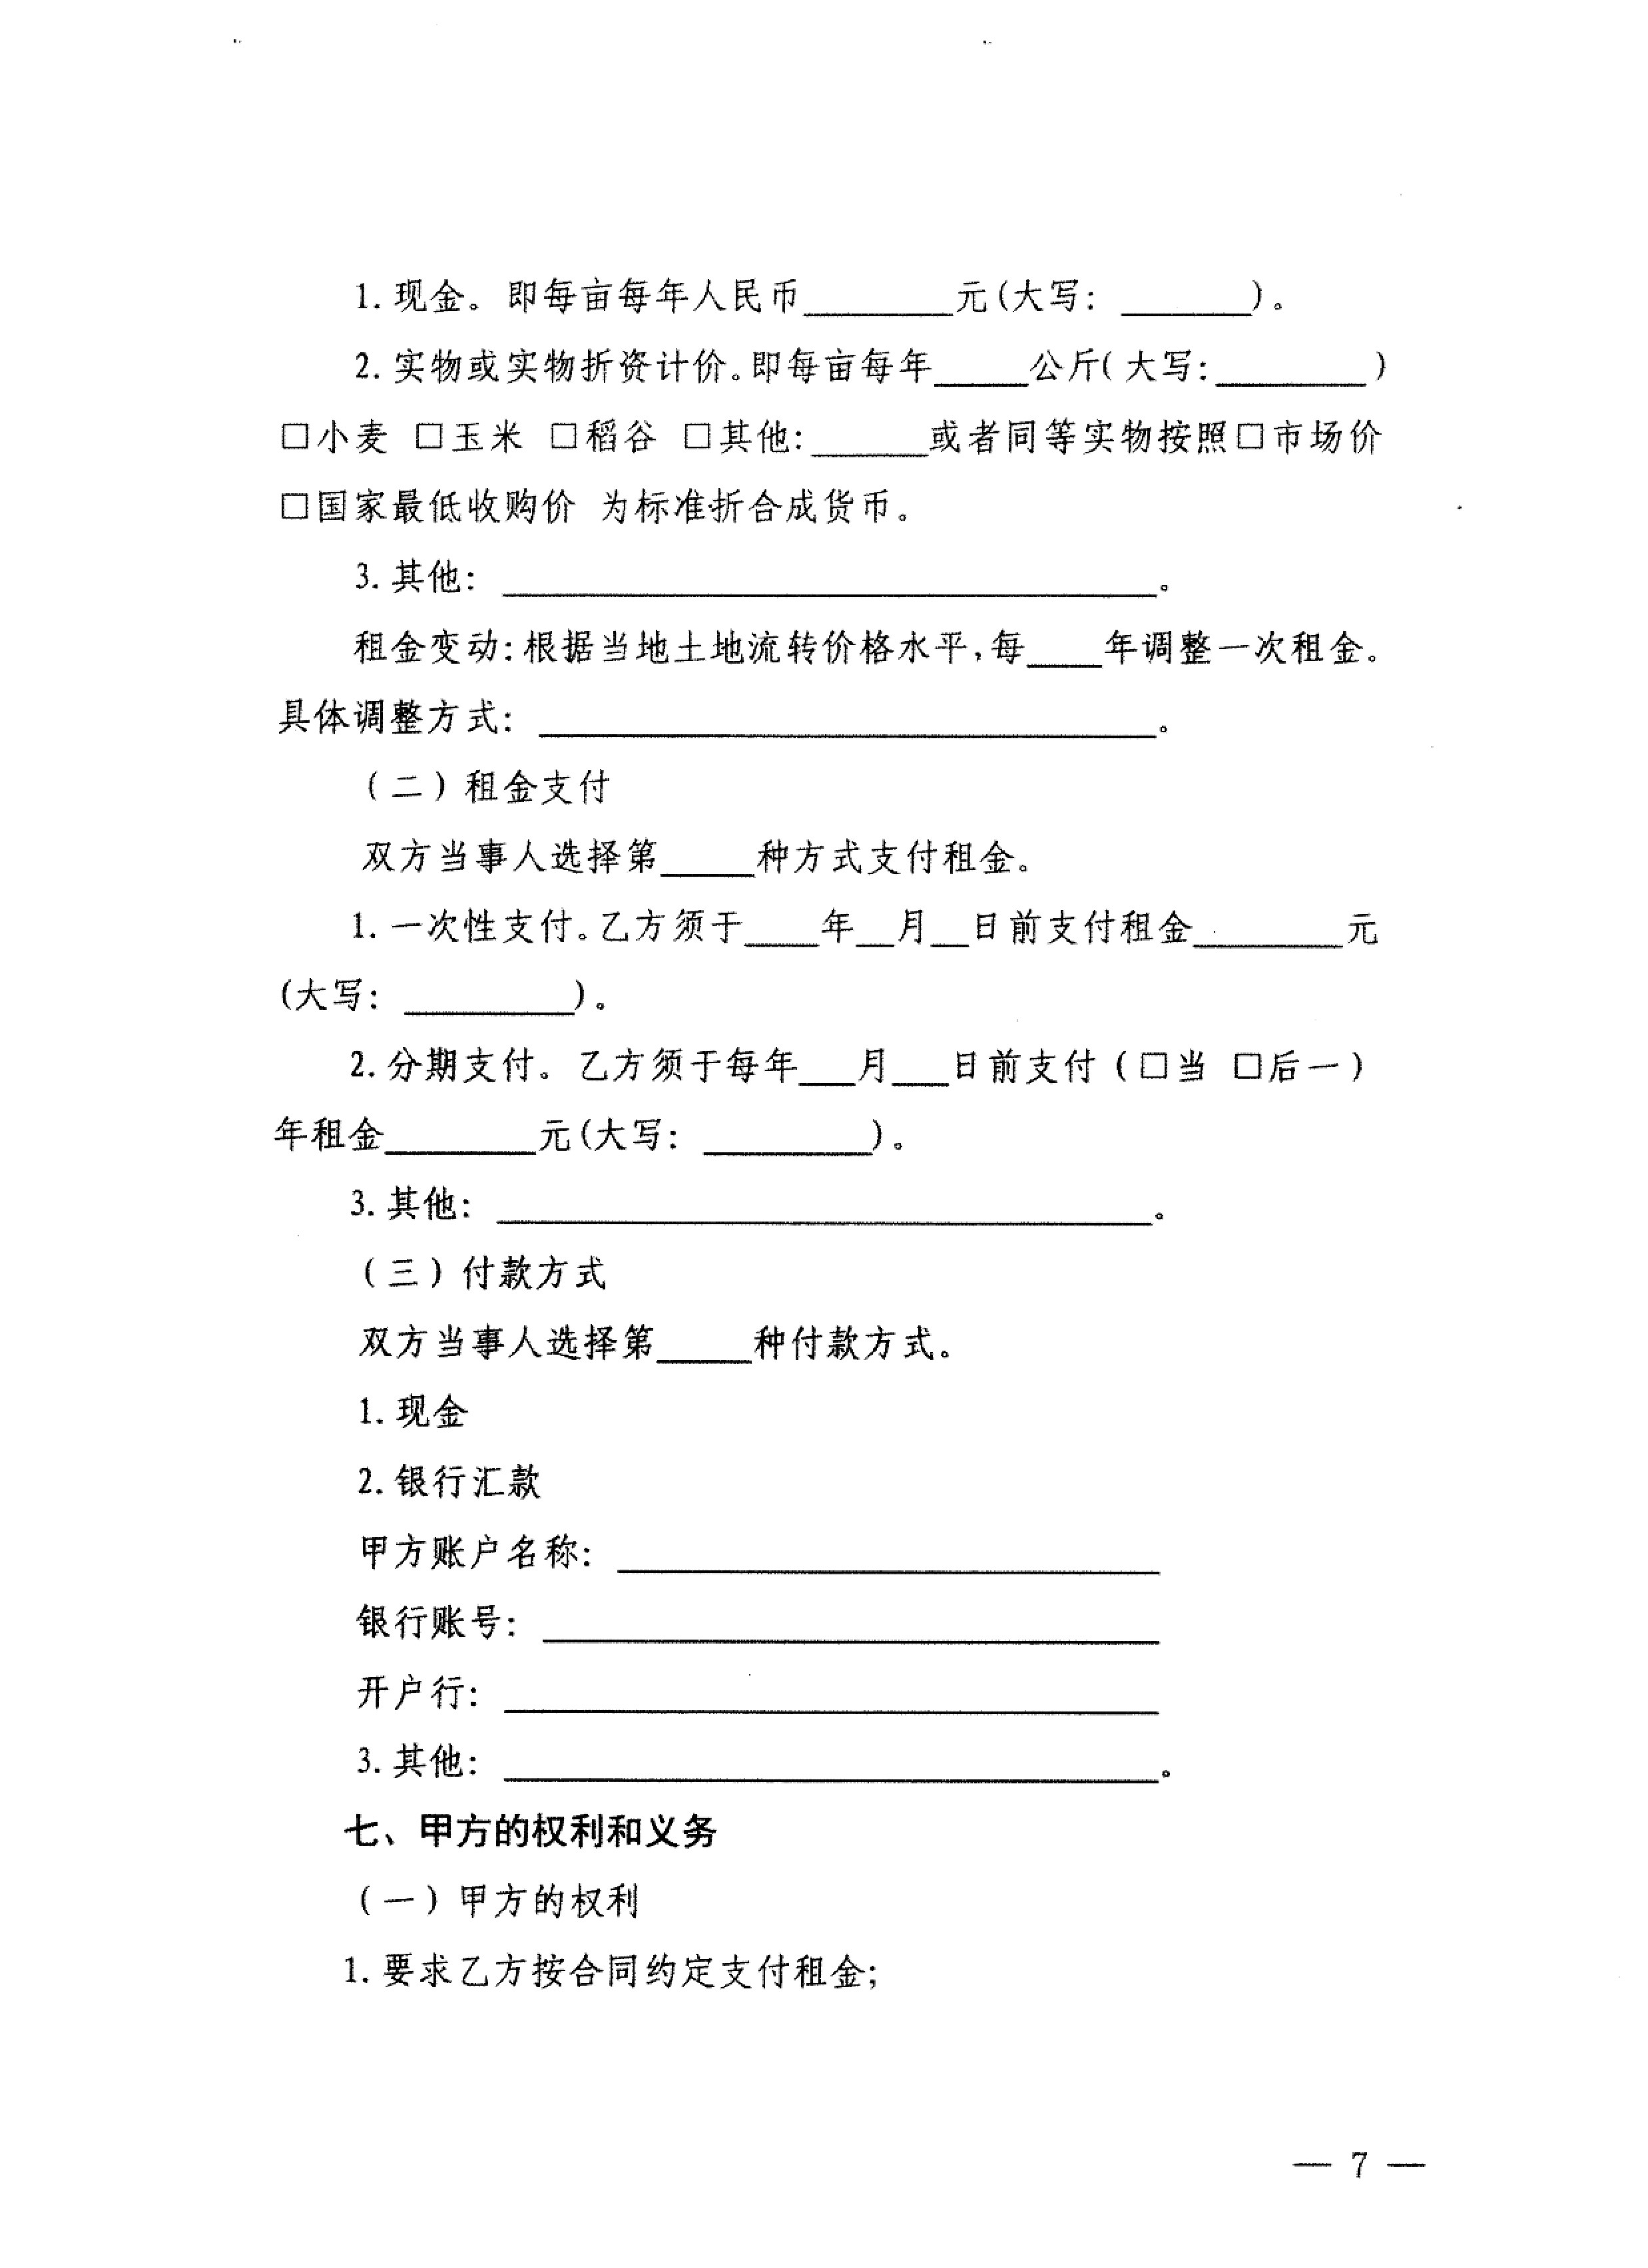 1. 现金。即每亩每年人民币________元(大写: _______)。
2. 实物或实物折资计价。即每亩每年_____公斤(大写:________)
□小麦 □玉米 □稻谷 □其他:______或者同等实物按照□市场价
□国家最低收购价 为标准折合成货币。
3. 其他: ___________________________________。
租金变动:根据当地土地流转价格水平,每____年调整一次租金。
具体调整方式: _________________________________。
(二)租金支付
双方当事人选择第_____种方式支付租金。
1. 一次性支付。乙方须于____年__月__日前支付租金________元
(大写: _________)。
2. 分期支付。乙方须于每年___月___日前支付(□当 □后一)
年租金________元(大写: _________)。
3. 其他: ___________________________________。
(三)付款方式
双方当事人选择第_____种付款方式。
1. 现金
2. 银行汇款
甲方账户名称: _____________________________
银行账号: _________________________________
开户行: ___________________________________
3. 其他: ___________________________________。
七、甲方的权利和义务
(一)甲方的权利
1. 要求乙方按合同约定支付租金;
— 7 —